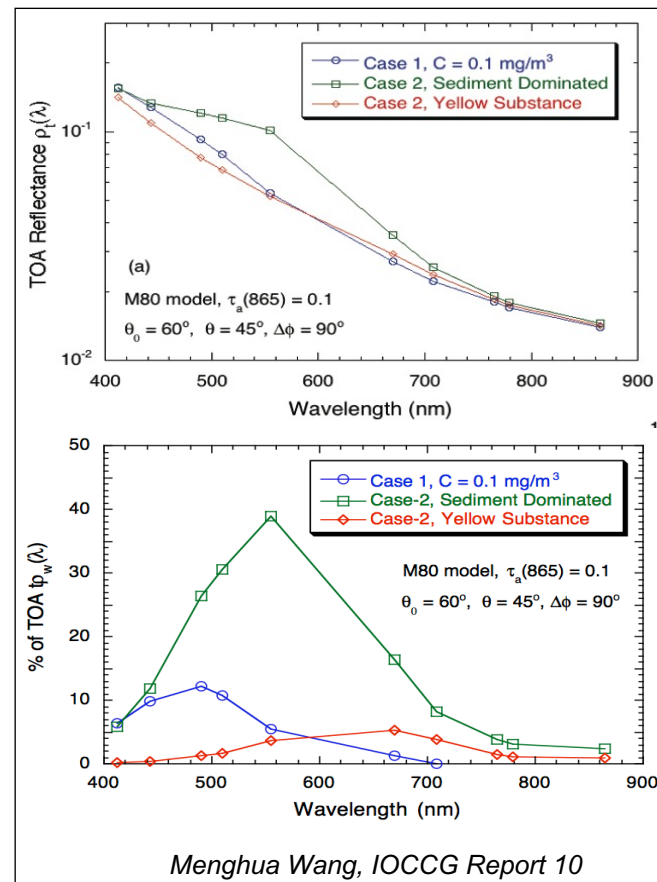 Case 1, C = 0.1 mg/m³
Case 2, Sediment Dominated
Case 2, Yellow Substance
TOA Reflectance ρt(λ)
10⁻¹
10⁻²
(a)
M80 model, τa(865) = 0.1
θ0 = 60°, θ = 45°, Δϕ = 90°
400 500 600 700 800 900
Wavelength (nm)
Case 1, C = 0.1 mg/m³
Case-2, Sediment Dominated
Case-2, Yellow Substance
% of TOA tρw(λ)
50
40
30
20
10
0
M80 model, τa(865) = 0.1
θ0 = 60°, θ = 45°, Δϕ = 90°
400 500 600 700 800 900
Wavelength (nm)
Menghua Wang, IOCCG Report 10